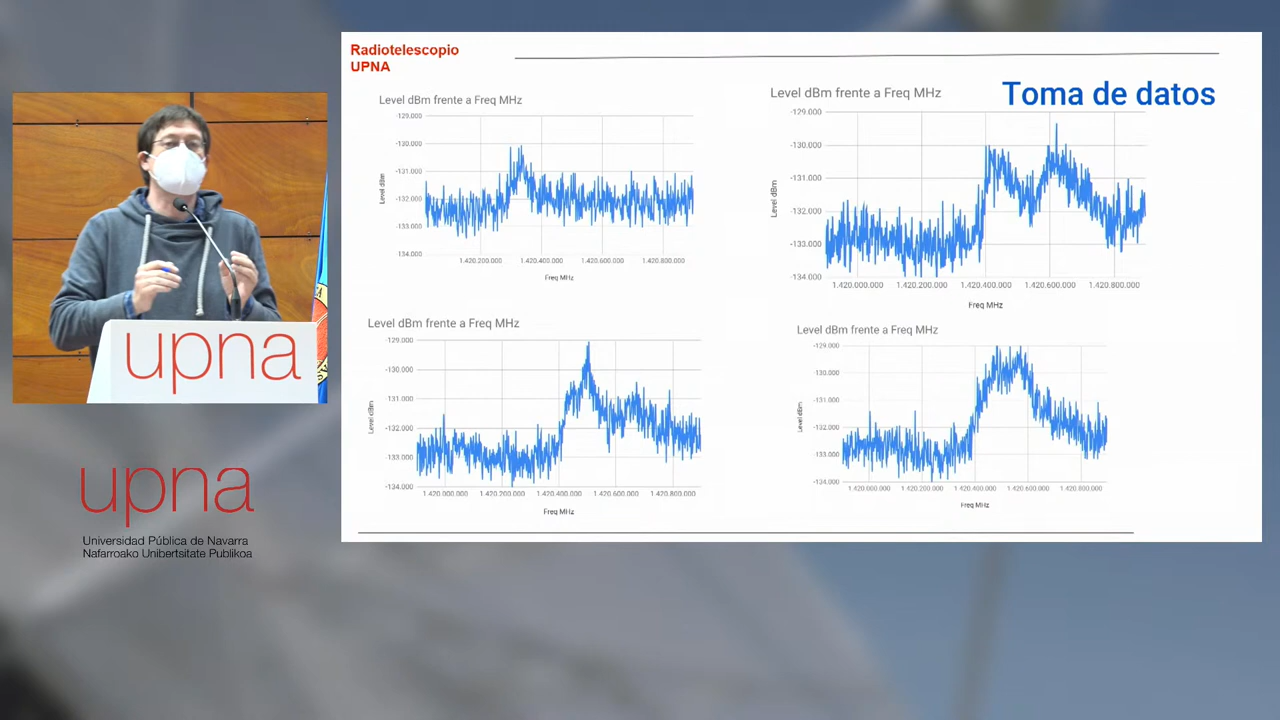 Radiotelescopio
UPNA
Toma de datos
Level dBm frente a Freq MHz
-129.000
-130.000
-131.000
-132.000
-133.000
-134.000
Level dBm
1.420.200.000 1.420.400.000 1.420.600.000 1.420.800.000
Freq MHz
Level dBm frente a Freq MHz
-129.000
-130.000
-131.000
-132.000
-133.000
-134.000
Level dBm
1.420.000.000 1.420.200.000 1.420.400.000 1.420.600.000 1.420.800.000
Freq MHz
Level dBm frente a Freq MHz
-129.000
-130.000
-131.000
-132.000
-133.000
-134.000
Level dBm
1.420.000.000 1.420.200.000 1.420.400.000 1.420.600.000 1.420.800.000
Freq MHz
Level dBm frente a Freq MHz
-129.000
-130.000
-131.000
-132.000
-133.000
-134.000
Level dBm
1.420.000.000 1.420.200.000 1.420.400.000 1.420.600.000 1.420.800.000
Freq MHz
upna
upna
Universidad Pública de Navarra
Nafarroako Unibertsitate Publikoa